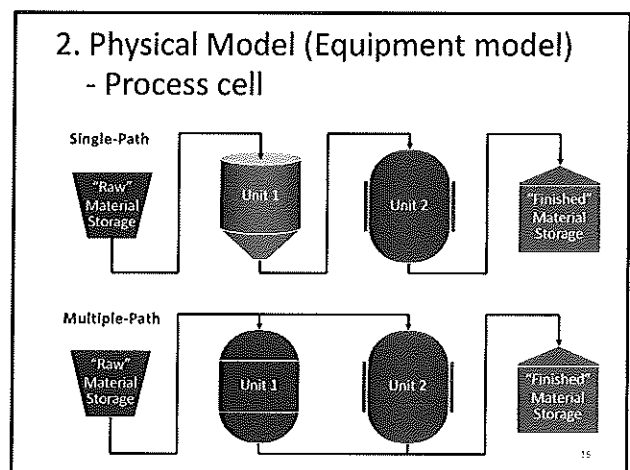 2. Physical Model (Equipment model)
- Process cell
Single-Path
"Raw"
Material
Storage
Unit 1
Unit 2
"Finished"
Material
Storage
Multiple-Path
"Raw"
Material
Storage
Unit 1
Unit 2
"Finished"
Material
Storage